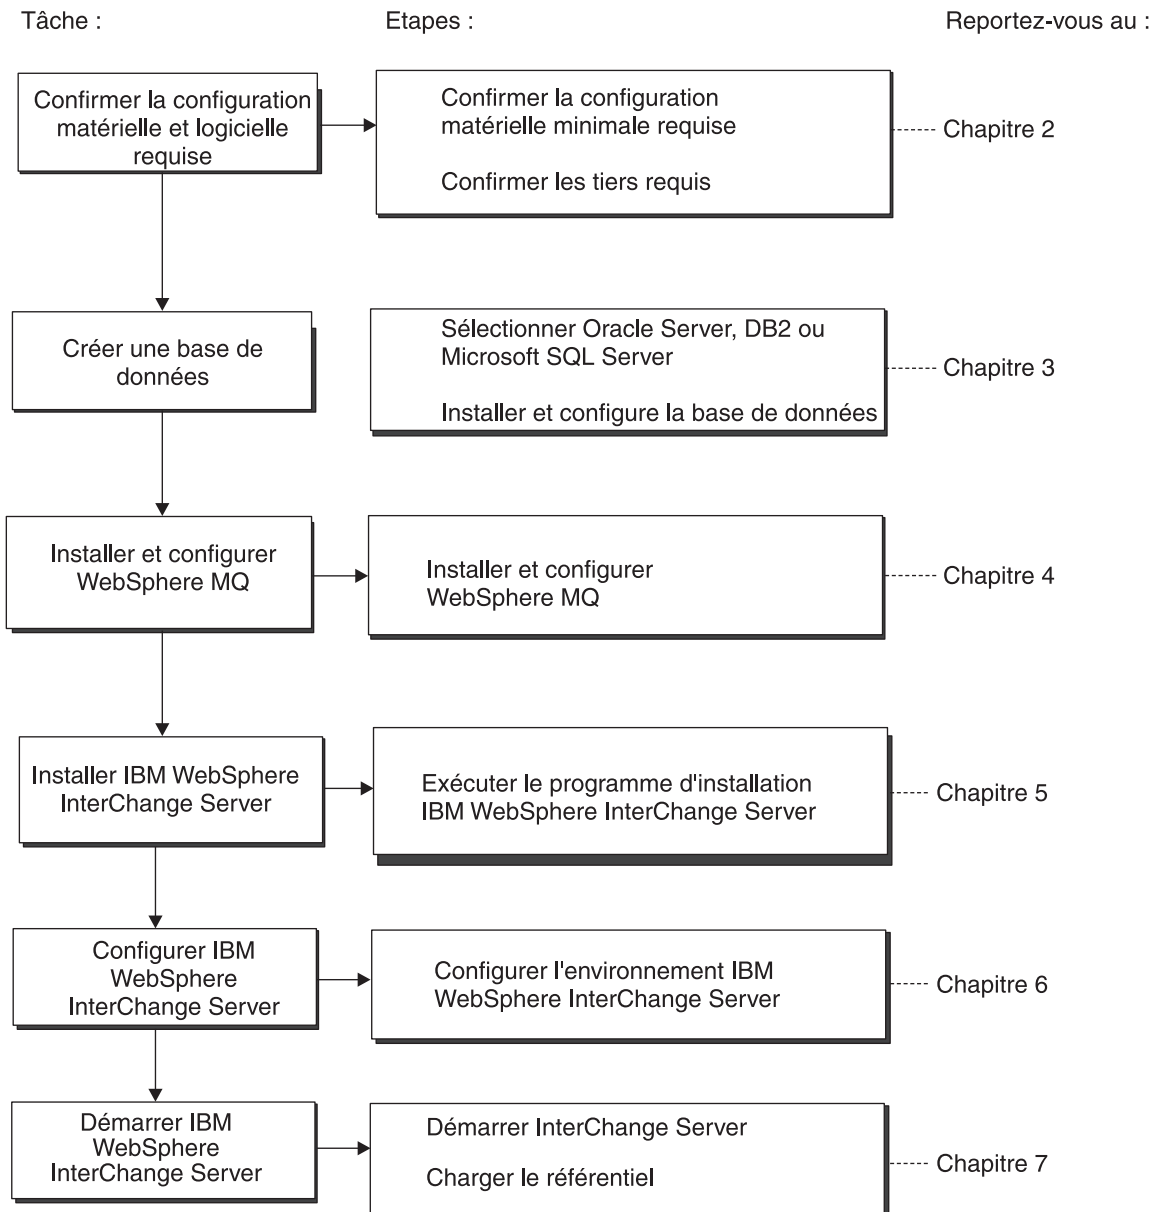 Tâche :
Etapes :
Reportez-vous au :
Confirmer la configuration
matérielle et logicielle
requise
Confirmer la configuration
matérielle minimale requise
Confirmer les tiers requis
Chapitre 2
Créer une base de
données
Sélectionner Oracle Server, DB2 ou
Microsoft SQL Server
Installer et configure la base de données
Chapitre 3
Installer et configurer
WebSphere MQ
Installer et configurer
WebSphere MQ
Chapitre 4
Installer IBM WebSphere
InterChange Server
Exécuter le programme d'installation
IBM WebSphere InterChange Server
Chapitre 5
Configurer IBM
WebSphere
InterChange Server
Configurer l'environnement IBM
WebSphere InterChange Server
Chapitre 6
Démarrer IBM
WebSphere
InterChange Server
Démarrer InterChange Server
Charger le référentiel
Chapitre 7